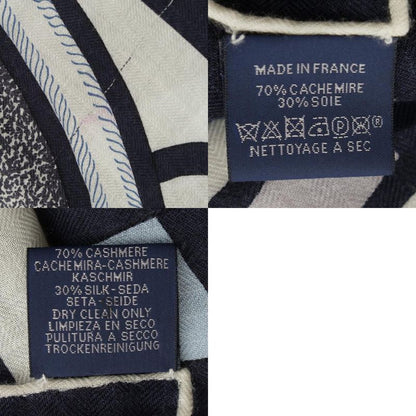 MADE IN FRANCE
70% CACHEMIRE
30% SOIE
NETTOYAGE A SEC
70% CASHMERE
CACHEMIRA-CASHMERE
KASCHMIR
30% SILK-SEDA
SETA-SEIDE
DRY CLEAN ONLY
LIMPIEZA EN SECO
PULITURA A SECCO
TROCKENREINIGUNG